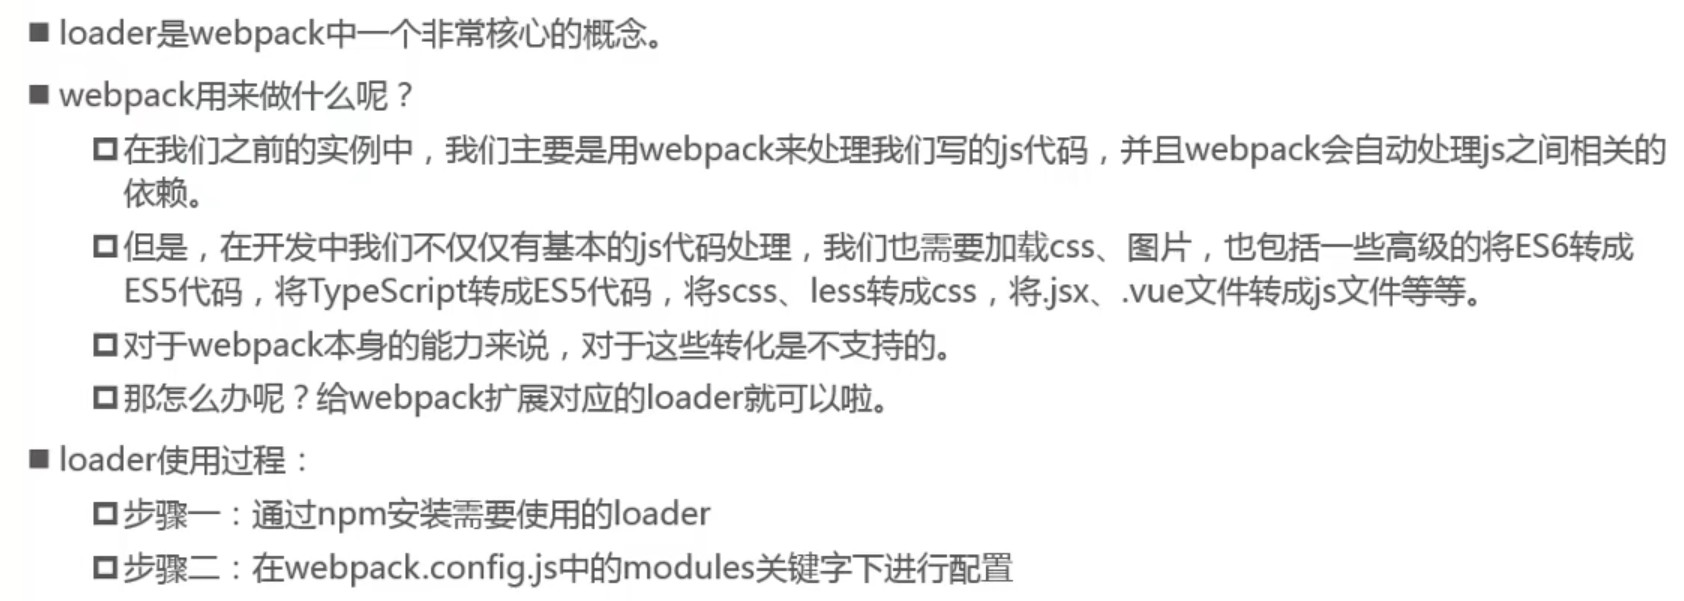 ■ loader是webpack中一个非常核心的概念。
■ webpack用来做什么呢？
在我们之前的实例中，我们主要是用webpack来处理我们写的js代码，并且webpack会自动处理js之间相关的
依赖。
但是，在开发中我们不仅仅有基本的js代码处理，我们也需要加载css、图片，也包括一些高级的将ES6转成
ES5代码，将TypeScript转成ES5代码，将scss、less转成css，将.jsx、.vue文件转成js文件等等。
对于webpack本身的能力来说，对于这些转化是不支持的。
那怎么办呢？给webpack扩展对应的loader就可以啦。
■ loader使用过程：
步骤一：通过npm安装需要使用的loader
步骤二：在webpack.config.js中的modules关键字下进行配置